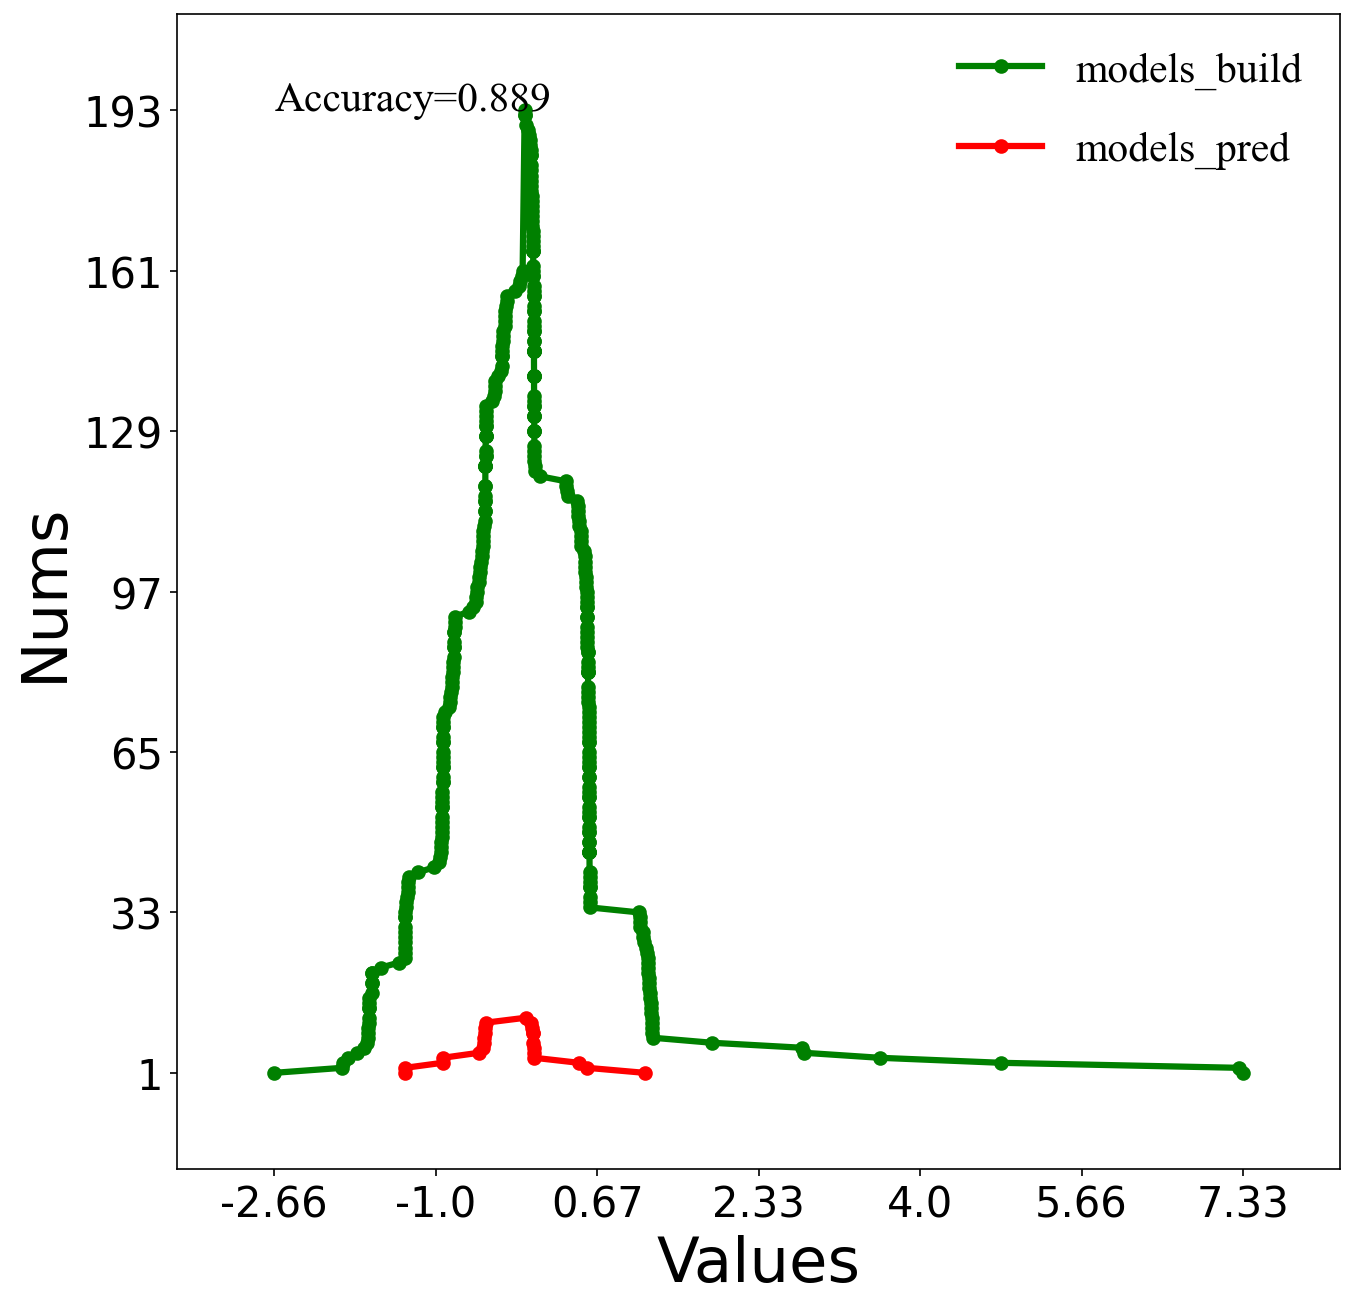 models_build
Accuracy=0.889
models_pred
193
161
129
97
65
33
1
Nums
-2.66 -1.0 0.67 2.33 4.0 5.66 7.33
Values